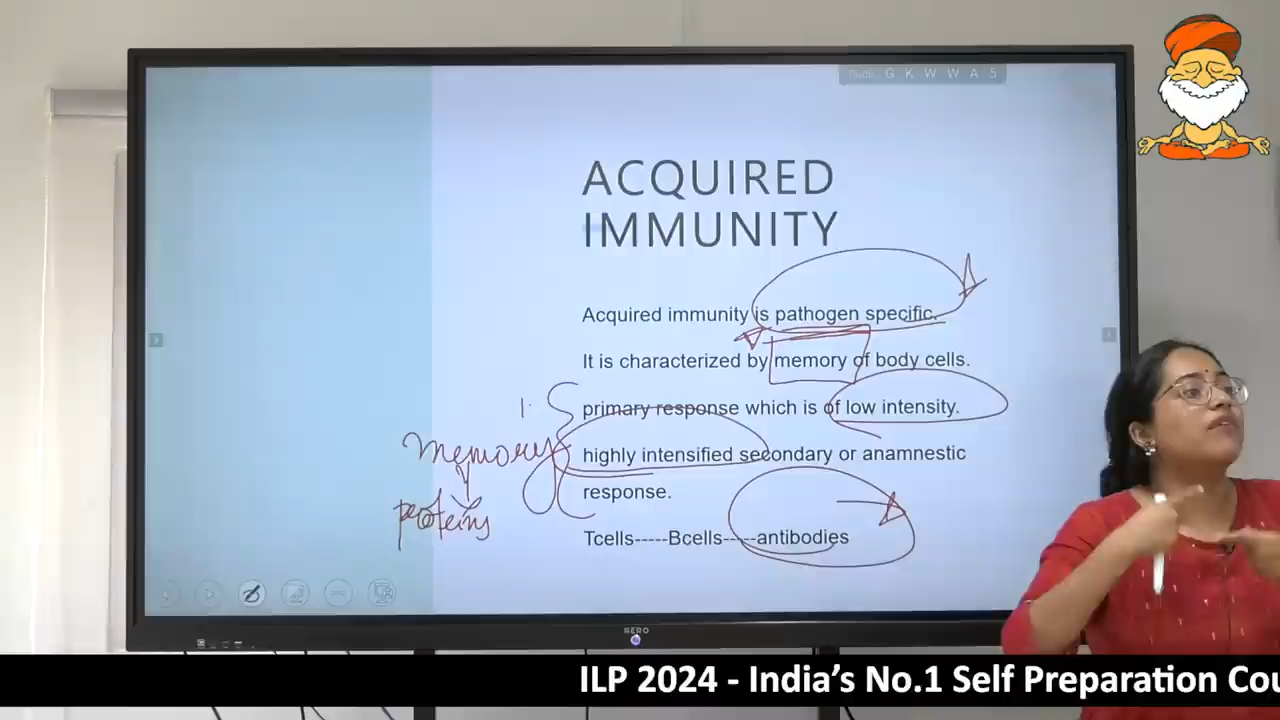 G K W W A 5
ACQUIRED
IMMUNITY
Acquired immunity is pathogen specific.
It is characterized by memory of body cells.
1.
primary response which is of low intensity.
memory
highly intensified secondary or anamnestic
response.
proteins
Tcells-----Bcells-----antibodies
ILP 2024 - India’s No.1 Self Preparation Cou